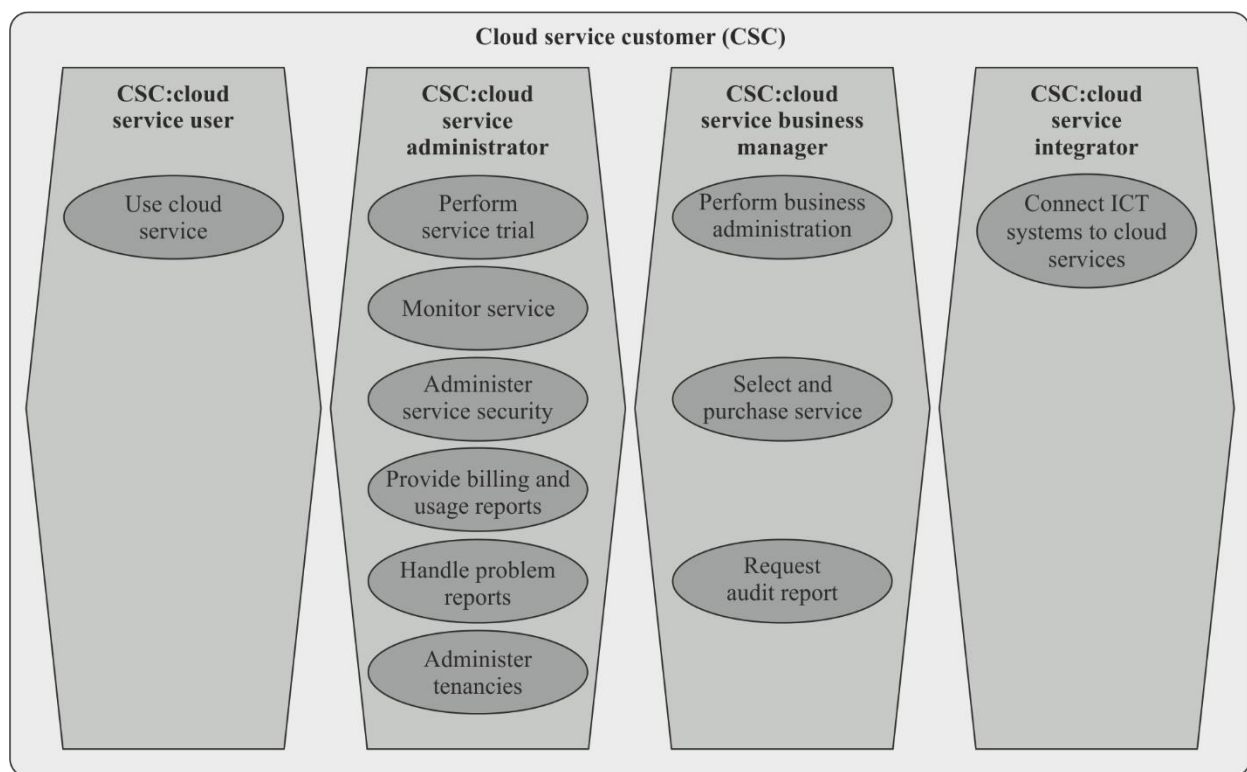 Cloud service customer (CSC)
CSC:cloud
service user
Use cloud
service
CSC:cloud
service
administrator
Perform
service trial
Monitor service
Administer
service security
Provide billing and
usage reports
Handle problem
reports
Administer
tenancies
CSC:cloud
service business
manager
Perform business
administration
Select and
purchase service
Request
audit report
CSC:cloud
service
integrator
Connect ICT
systems to cloud
services